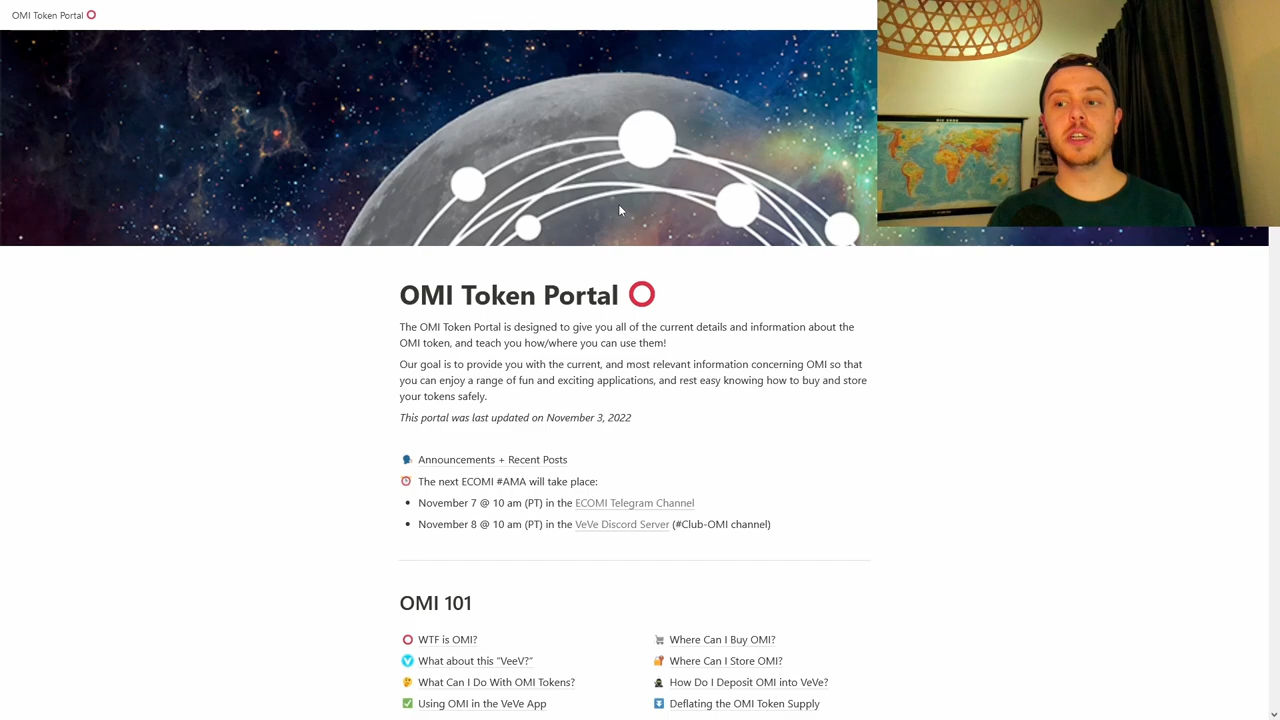 OMI Token Portal
OMI Token Portal
The OMI Token Portal is designed to give you all of the current details and information about the
OMI token, and teach you how/where you can use them!
Our goal is to provide you with the current, and most relevant information concerning OMI so that
you can enjoy a range of fun and exciting applications, and rest easy knowing how to buy and store
your tokens safely.
This portal was last updated on November 3, 2022
Announcements + Recent Posts
The next ECOMI #AMA will take place:
November 7 @ 10 am (PT) in the ECOMI Telegram Channel
November 8 @ 10 am (PT) in the VeVe Discord Server (#Club-OMI channel)
OMI 101
WTF is OMI?
What about this "VeeV?"
What Can I Do With OMI Tokens?
Using OMI in the VeVe App
Where Can I Buy OMI?
Where Can I Store OMI?
How Do I Deposit OMI into VeVe?
Deflating the OMI Token Supply